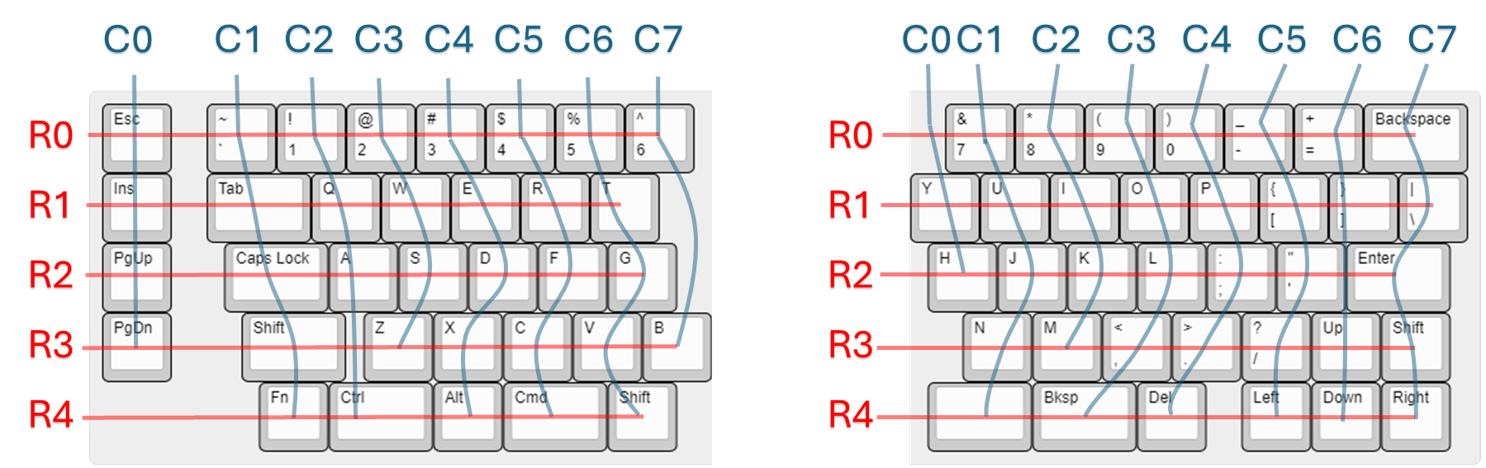 C0 C1 C2 C3 C4 C5 C6 C7 C0 C1 C2 C3 C4 C5 C6 C7
R0 Esc ~ ! @ # $ % ^ R0 & * ( ) _ + Backspace
` 1 2 3 4 5 6 7 8 9 0 - =
R1 Ins Tab Q W E R T R1 Y U I O P { } |
[ ] \
R2 PgUp Caps Lock A S D F G R2 H J K L : " Enter
; '
R3 PgDn Shift Z X C V B R3 N M < > ? Up Shift
, . /
R4 Fn Ctrl Alt Cmd Shift R4 Bksp Del Left Down Right